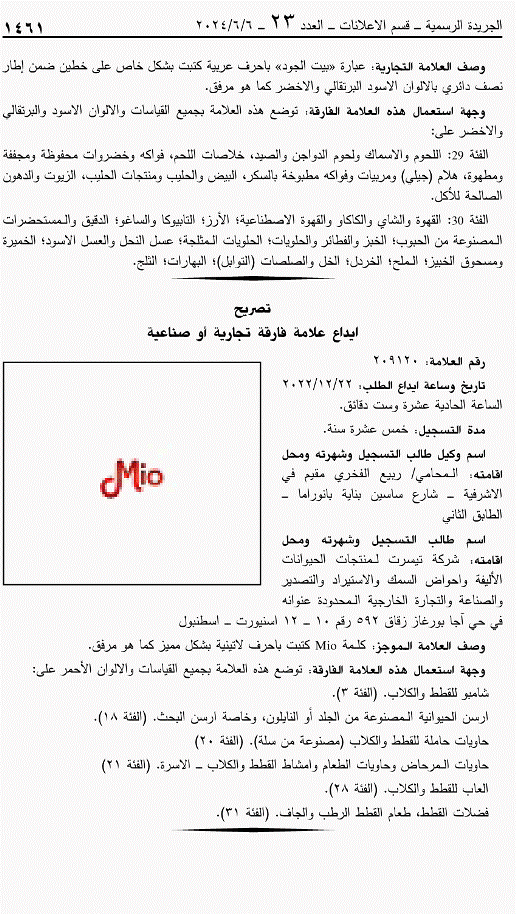 الجريدة الرسمية ــ قسم الاعلانات ــ العدد ٢٣ ــ ٢٠٢٤/٦/٦
١٤٦١
وصف العلامة التجارية: عبارة «بيت الجود» باحرف عربية كتبت بشكل خاص على خطين ضمن إطار
نصف دائري بالالوان الاسود البرتقالي والاخضر كما هو مرفق.
وجهة استعمال هذه العلامة الفارقة: توضع هذه العلامة بجميع القياسات والالوان الاسود والبرتقالي
والاخضر على:
الفئة 29: اللحوم والاسماك ولحوم الدواجن والصيد، خلاصات اللحم، فواكه وخضروات محفوظة ومجففة
ومطهوة، هلام (جيلي) ومربيات وفواكه مطبوخة بالسكر، البيض والحليب ومنتجات الحليب، الزيوت والدهون
الصالحة للأكل.
الفئة 30: القهوة والشاي والكاكاو والقهوة الاصطناعية؛ الأرز؛ التابيوكا والساغو؛ الدقيق والمستحضرات
المصنوعة من الحبوب؛ الخبز والفطائر والحلويات؛ الحلويات المثلجة؛ عسل النحل والعسل الاسود؛ الخميرة
ومسحوق الخبيز؛ الملح؛ الخردل؛ الخل والصلصات (التوابل)؛ البهارات؛ الثلج.
تصريح
ايداع علامة فارقة تجارية أو صناعية
رقم العلامة: ٢٠٩١٢٠
تاريخ وساعة ايداع الطلب: ٢٠٢٢/١٢/٢٢
الساعة الحادية عشرة وست دقائق.
مدة التسجيل: خمس عشرة سنة.
اسم وكيل طالب التسجيل وشهرته ومحل
اقامته: المحامي/ ربيع الفخري مقيم في
الاشرفية ــ شارع ساسين بناية بانوراما ــ
الطابق الثاني
اسم طالب التسجيل وشهرته ومحل
اقامته: شركة تيسرت لمنتجات الحيوانات
الأليفة واحواض السمك والاستيراد والتصدير
والصناعة والتجارة الخارجية المحدودة عنوانه
في حي آجا بورغاز زقاق ٥٩٢ رقم ١٠ ــ ١٢ اسنيورت ــ اسطنبول
Mio
وصف العلامة الموجز: كلمة Mio كتبت باحرف لاتينية بشكل مميز كما هو مرفق.
وجهة استعمال هذه العلامة الفارقة: توضع هذه العلامة بجميع القياسات والالوان الأحمر على:
شامبو للقطط والكلاب. (الفئة ٣).
ارسن الحيوانية المصنوعة من الجلد أو النايلون، وخاصة ارسن البحث. (الفئة ١٨).
حاويات حاملة للقطط والكلاب (مصنوعة من سلة). (الفئة ٢٠)
حاويات المرحاض وحاويات الطعام وامشاط القطط والكلاب ــ الاسرة. (الفئة ٢١)
العاب للقطط والكلاب. (الفئة ٢٨).
فضلات القطط، طعام القطط الرطب والجاف. (الفئة ٣١).